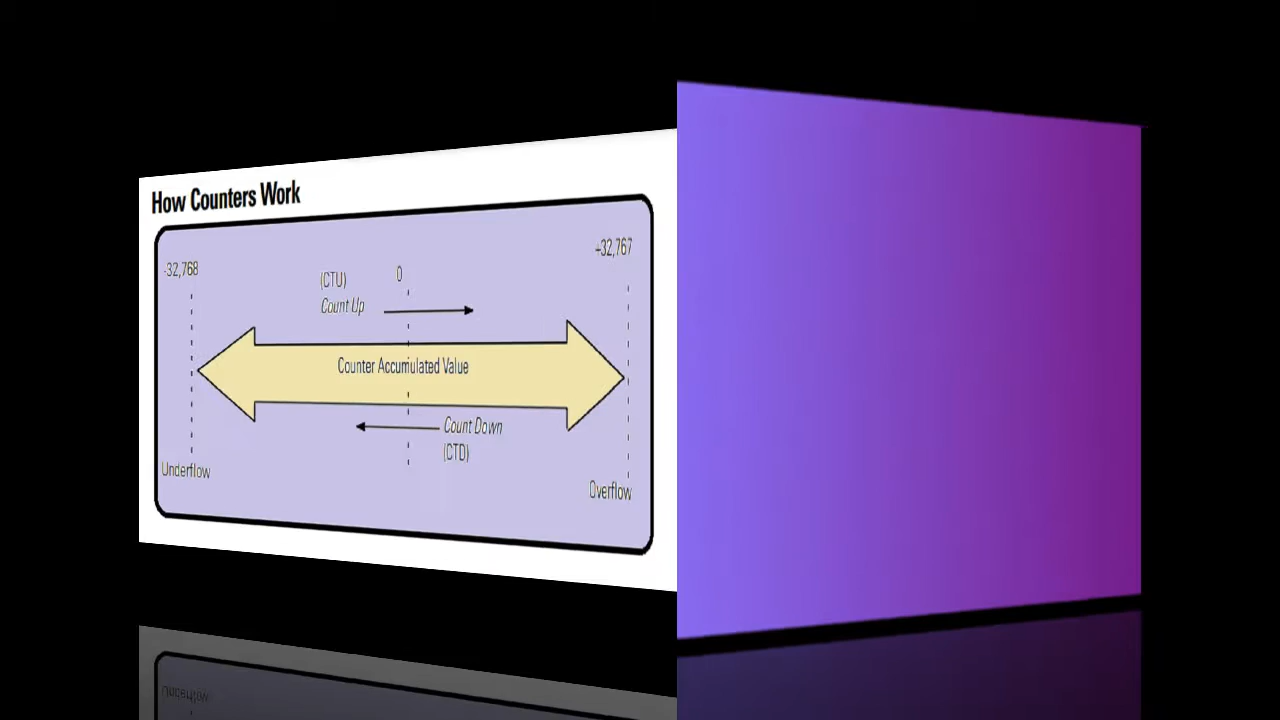 How Counters Work
-32,768
+32,767
(CTU)
0
Count Up
Counter Accumulated Value
Count Down
(CTD)
Underflow
Overflow
Underflow